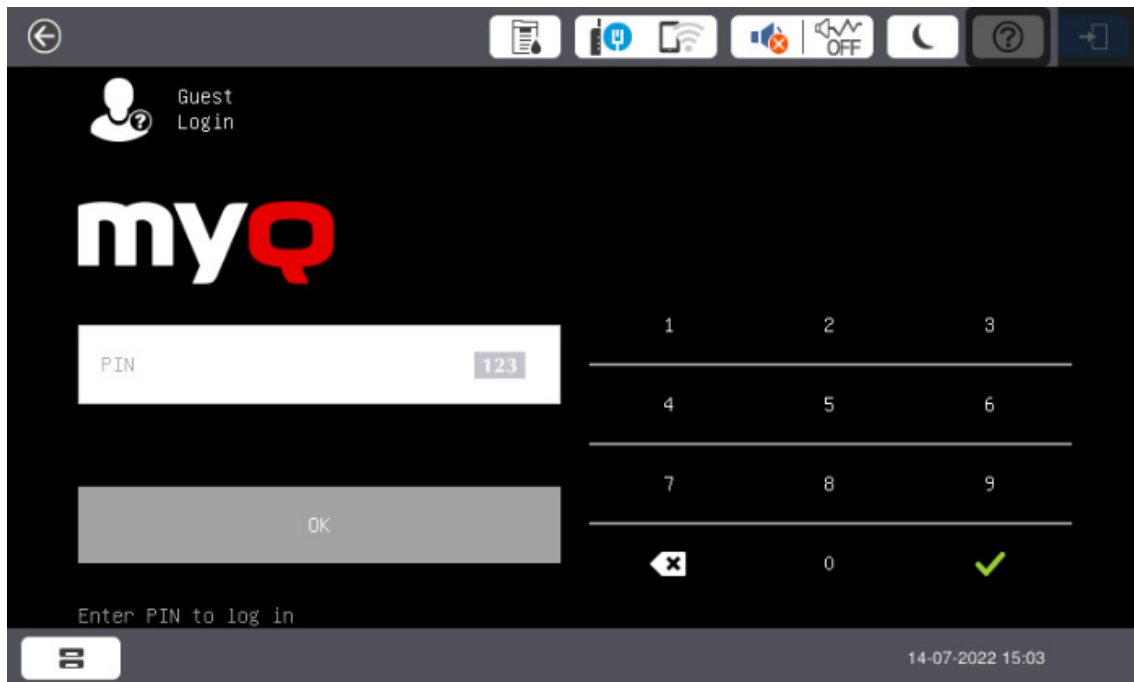 OFF
Guest
Login
myQ
PIN
123
1 2 3
4 5 6
7 8 9
0
OK
Enter PIN to log in
14-07-2022 15:03